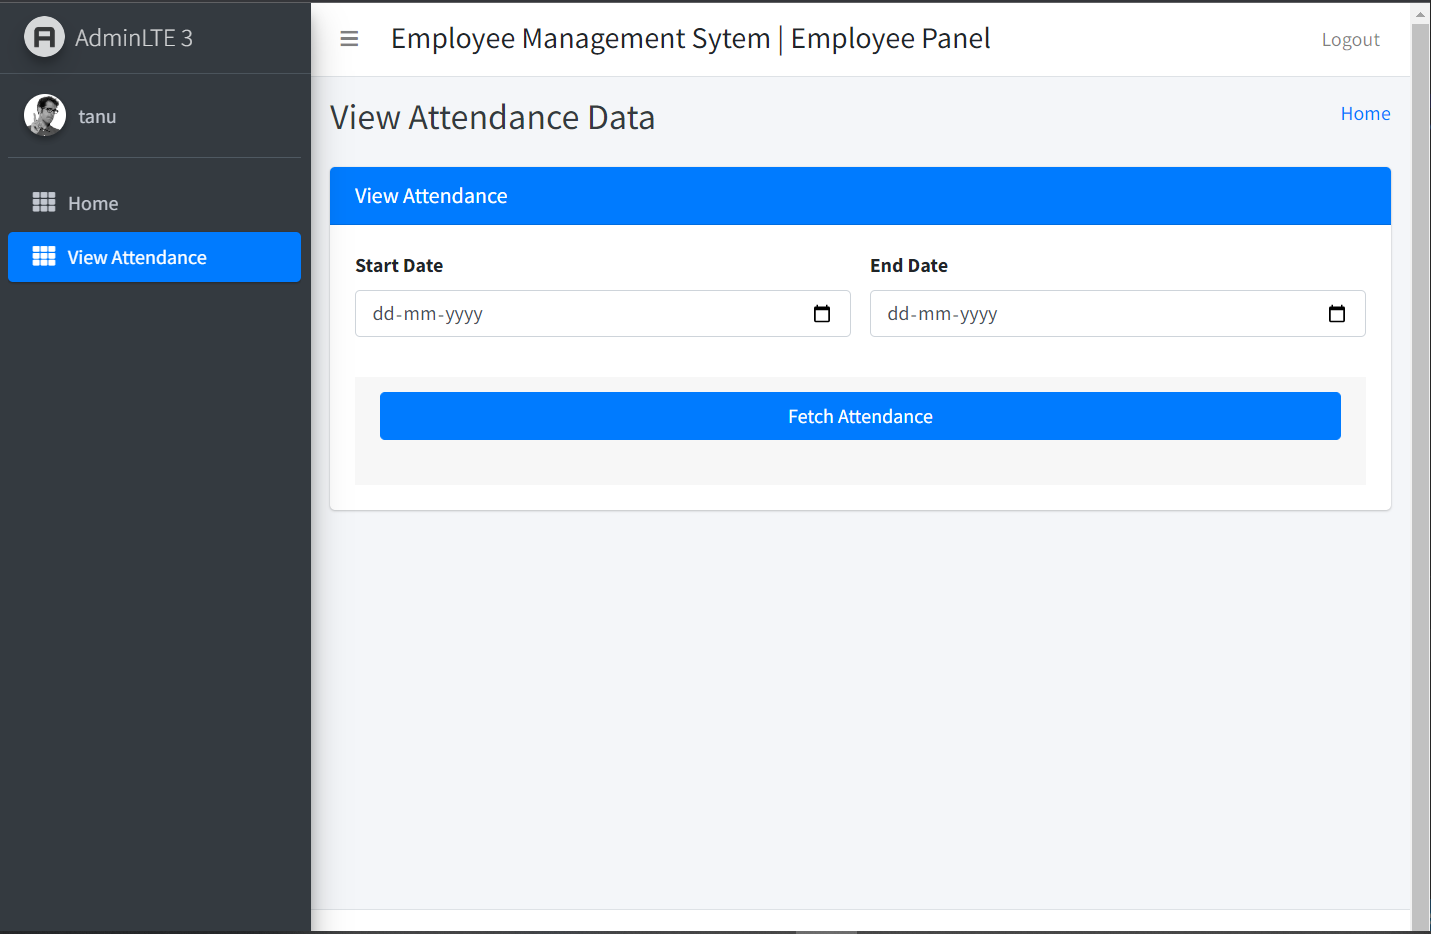 AdminLTE 3
Employee Management Sytem | Employee Panel
Logout
tanu
View Attendance Data
Home
Home
View Attendance
View Attendance
Start Date
End Date
dd-mm-yyyy
dd-mm-yyyy
Fetch Attendance